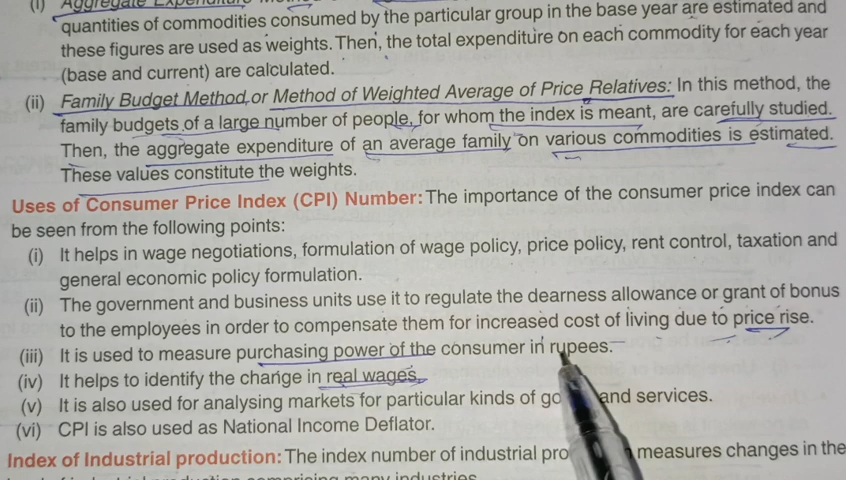 (i) Aggregate Expenditure
quantities of commodities consumed by the particular group in the base year are estimated and
these figures are used as weights. Then, the total expenditure on each commodity for each year
(base and current) are calculated.
(ii) Family Budget Method or Method of Weighted Average of Price Relatives: In this method, the
family budgets of a large number of people, for whom the index is meant, are carefully studied.
Then, the aggregate expenditure of an average family on various commodities is estimated.
These values constitute the weights.
Uses of Consumer Price Index (CPI) Number: The importance of the consumer price index can
be seen from the following points:
(i) It helps in wage negotiations, formulation of wage policy, price policy, rent control, taxation and
general economic policy formulation.
(ii) The government and business units use it to regulate the dearness allowance or grant of bonus
to the employees in order to compensate them for increased cost of living due to price rise.
(iii) It is used to measure purchasing power of the consumer in rupees.
(iv) It helps to identify the change in real wages.
(v) It is also used for analysing markets for particular kinds of go and services.
(vi) CPI is also used as National Income Deflator.
Index of Industrial production: The index number of industrial pro measures changes in the
industries